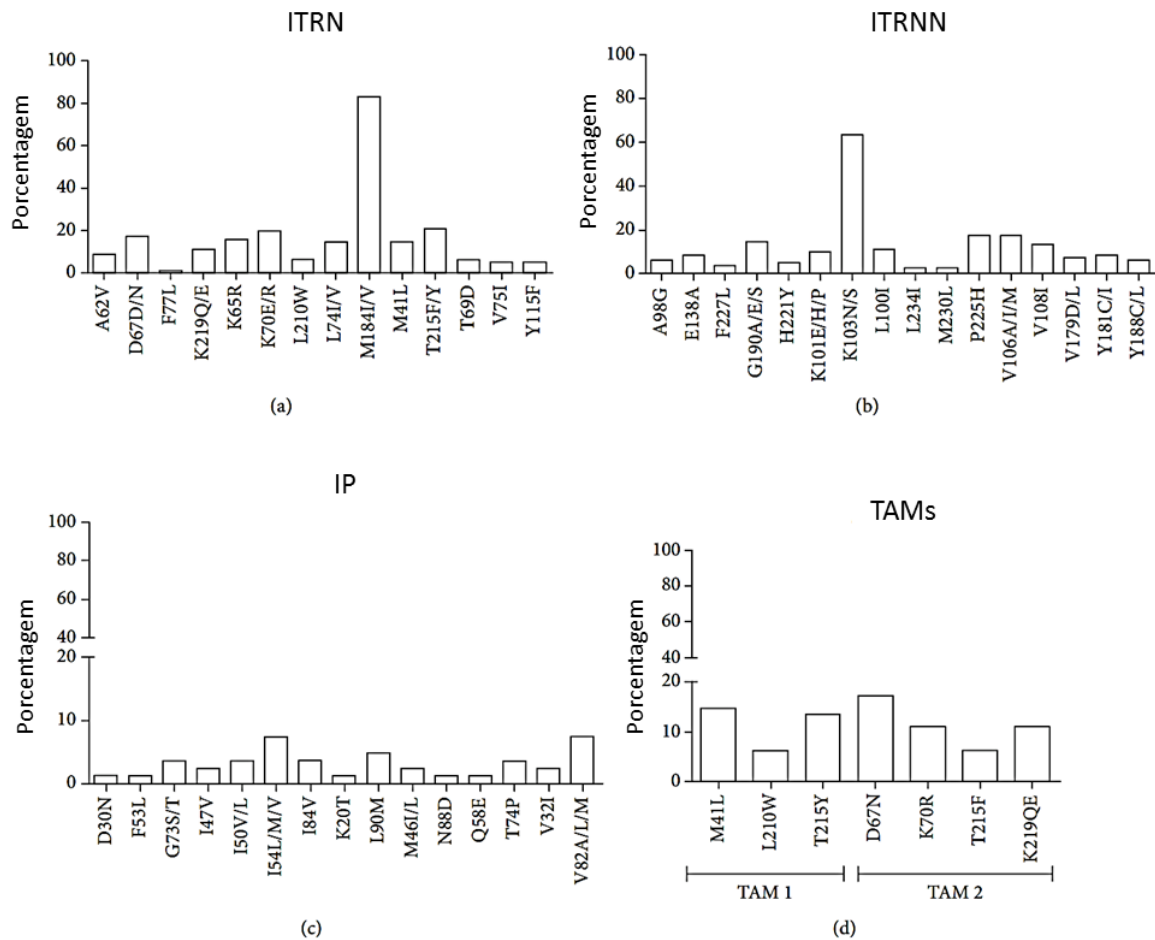 ITRN
Porcentagem
100
80
60
40
20
0
A62V
D67D/N
F77L
K219Q/E
K65R
K70E/R
L210W
L74I/V
M184I/V
M41L
T215F/Y
T69D
V75I
Y115F
(a)
ITRNN
Porcentagem
100
80
60
40
20
0
A98G
E138A
F227L
G190A/E/S
H221Y
K101E/H/P
K103N/S
L100I
L234I
M230L
P225H
V106A/I/M
V108I
V179D/L
Y181C/I
Y188C/L
(b)
IP
Porcentagem
100
80
60
40
20
10
0
D30N
F53L
G73S/T
I47V
I50V/L
I54L/M/V
I84V
K20T
L90M
M46I/L
N88D
Q58E
T74P
V32I
V82A/L/M
(c)
TAMs
Porcentagem
100
80
60
40
20
10
0
M41L
L210W
T215Y
D67N
K70R
T215F
K219QE
TAM 1
TAM 2
(d)